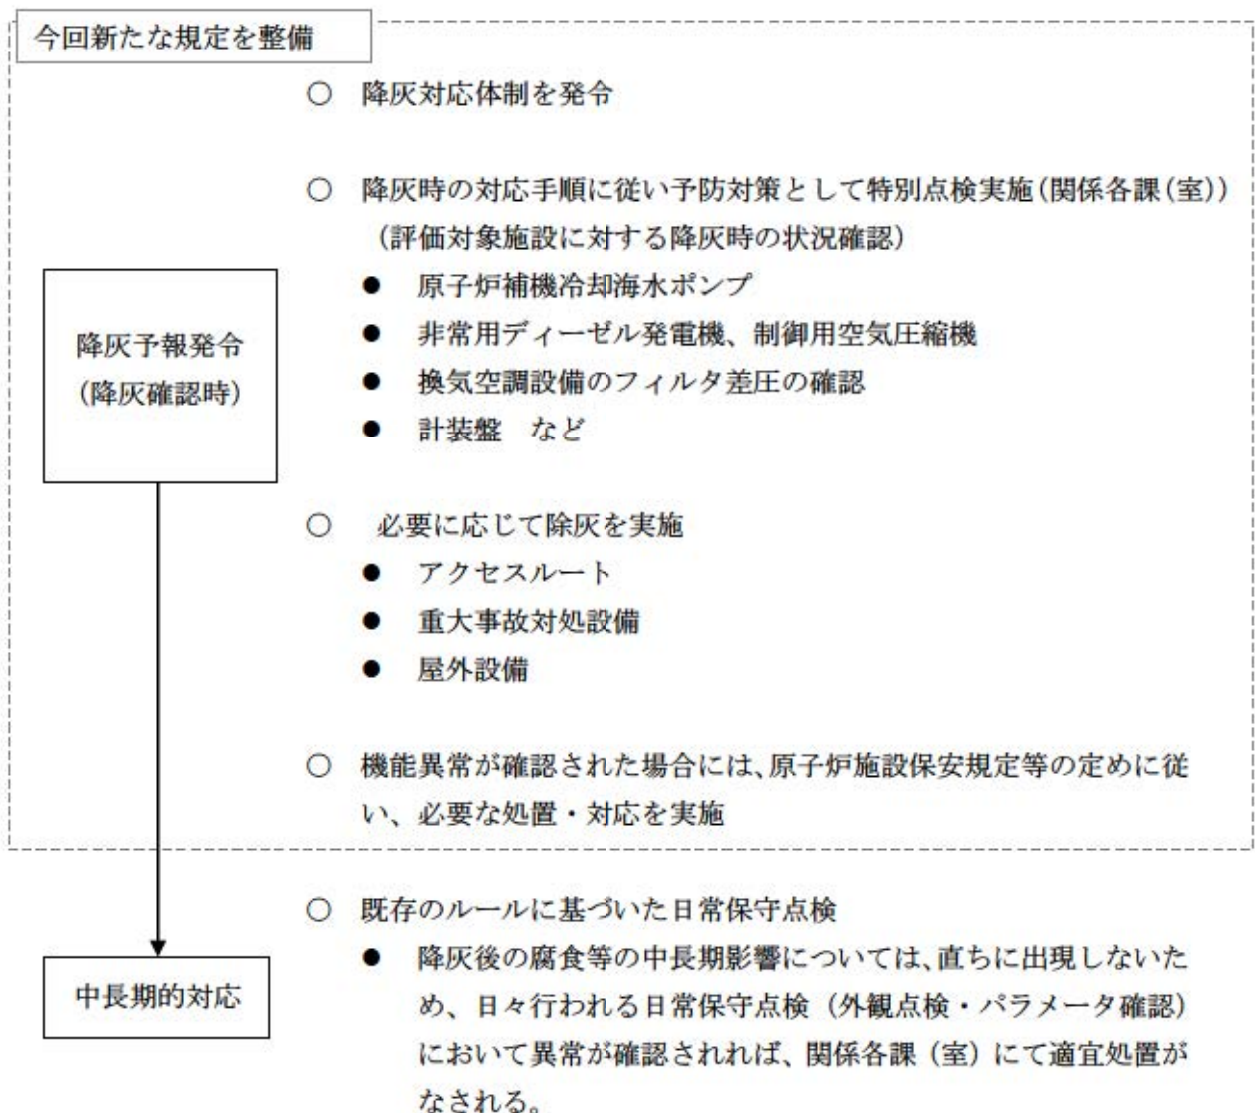 今回新たな規定を整備
○ 降灰対応体制を発令
○ 降灰時の対応手順に従い予防対策として特別点検実施(関係各課(室))
(評価対象施設に対する降灰時の状況確認)
● 原子炉補機冷却海水ポンプ
● 非常用ディーゼル発電機、制御用空気圧縮機
● 換気空調設備のフィルタ差圧の確認
● 計装盤 など
降灰予報発令
(降灰確認時)
○ 必要に応じて除灰を実施
● アクセスルート
● 重大事故対処設備
● 屋外設備
○ 機能異常が確認された場合には、原子炉施設保安規定等の定めに従
い、必要な処置・対応を実施
中長期的対応
○ 既存のルールに基づいた日常保守点検
● 降灰後の腐食等の中長期影響については、直ちに出現しないた
め、日々行われる日常保守点検(外観点検・パラメータ確認)
において異常が確認されれば、関係各課(室)にて適宜処置が
なされる。